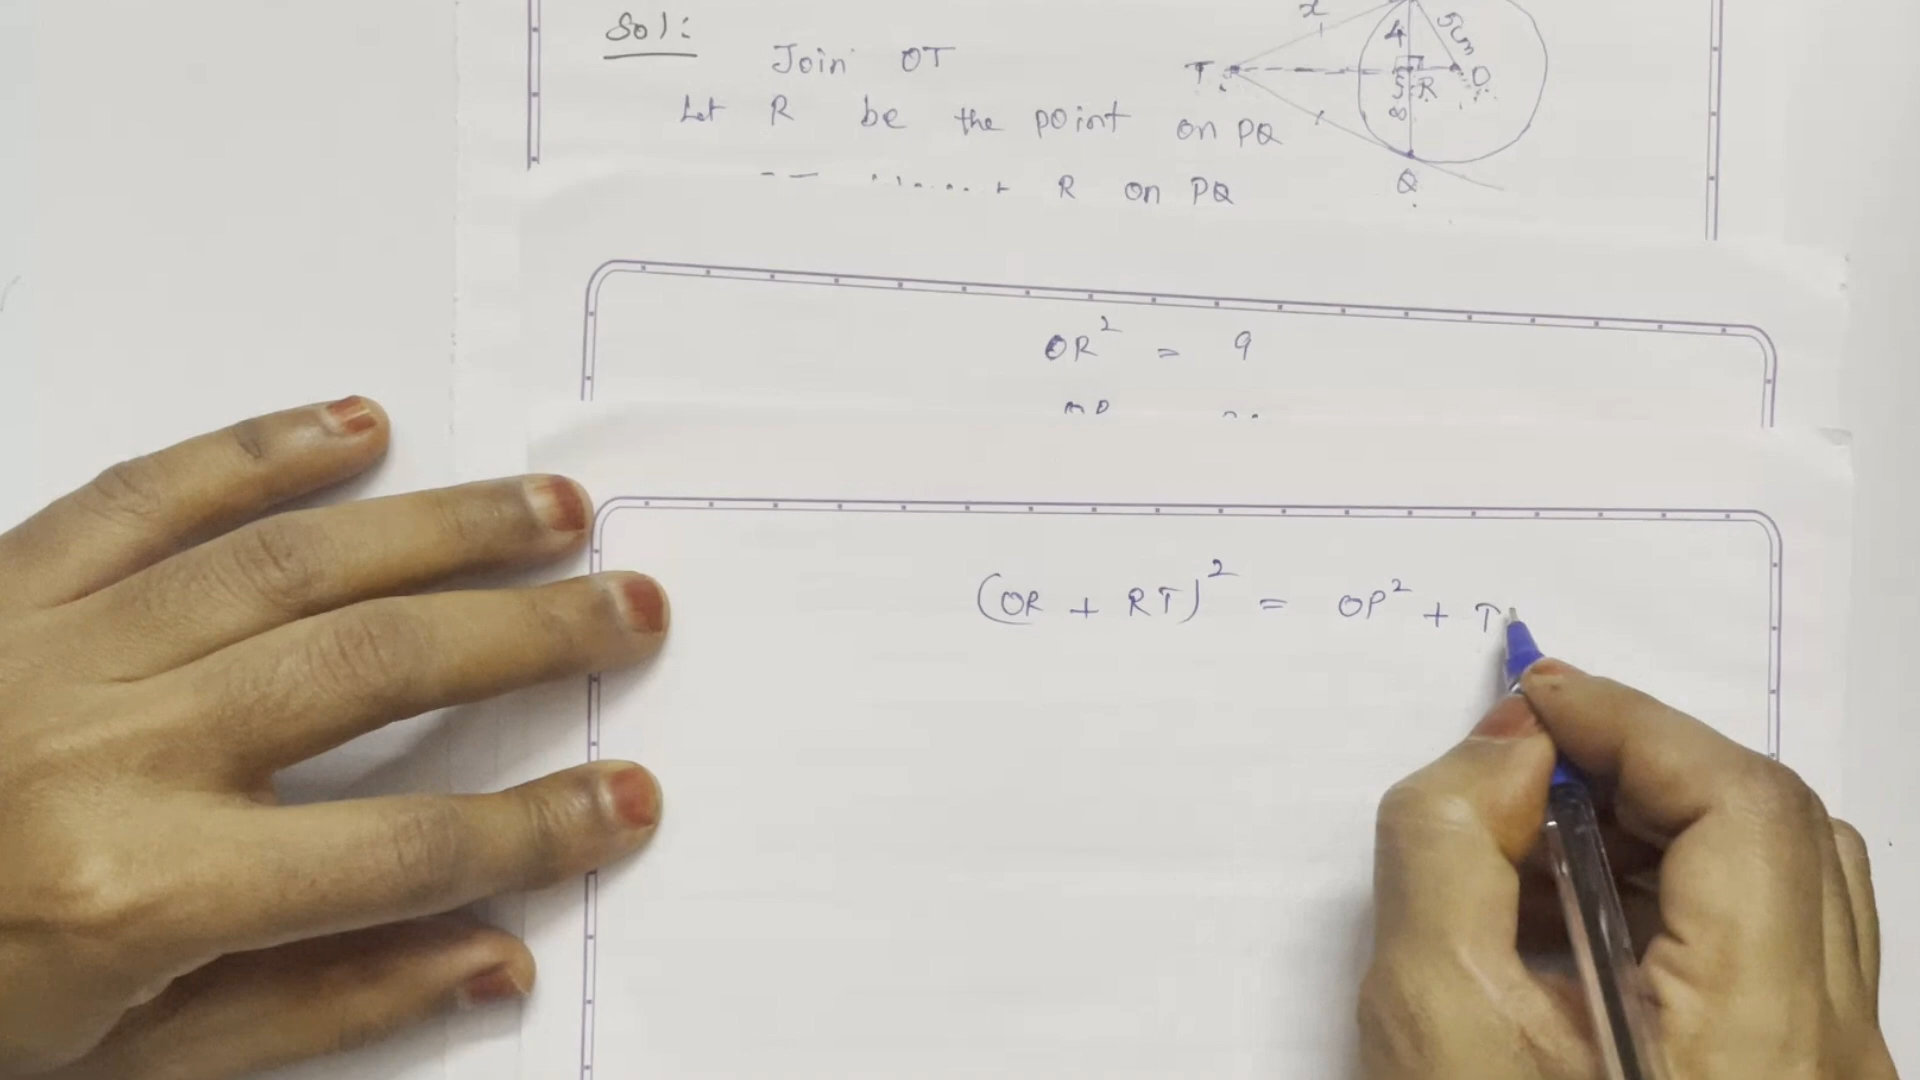 Sol:
Join OT
Let R be the point on PQ
R on PQ
x
4
5cm
T
O
R
8
Q
OR² = 9
(OR + RT)² = OP² + T